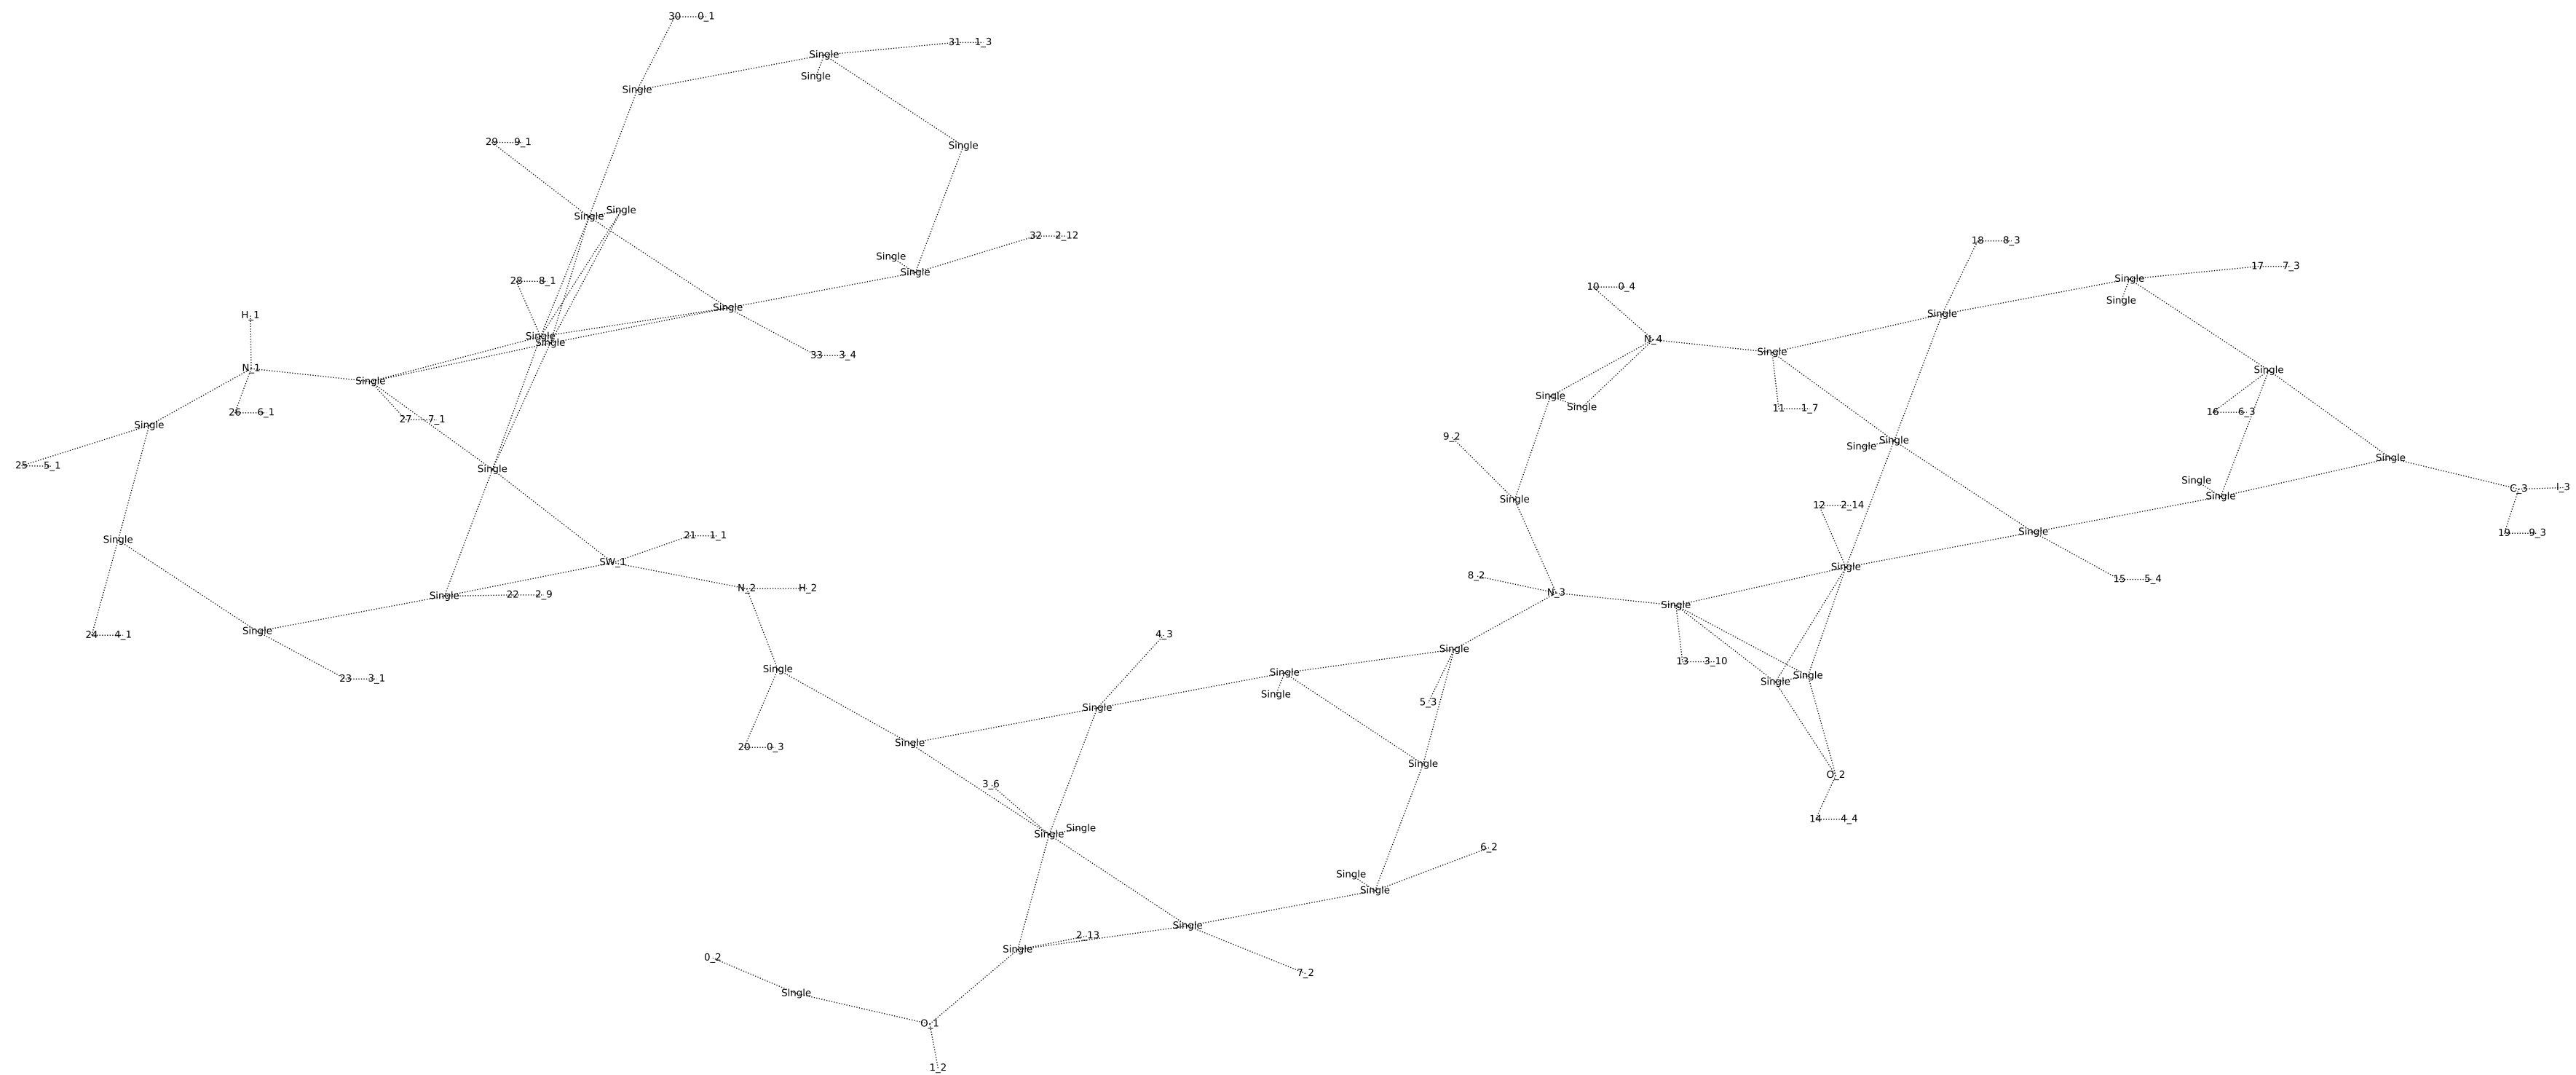 30 0_1
31 1_3
Single
Single
Single
29 9_1
Single
Single
Single
32 2_12
18 8_3
Single
17 7_3
Single
Single
28 8_1
10 0_4
Single
Single
Single
H_1
Single
Single
N_4
Single
33 3_4
N_1
Single
Single
Single
Single
26 6_1
11 1_7
16 6_3
27 7_1
Single
9_2
Single
Single
Single
25 5_1
Single
Single
C_3 I_3
Single
Single
12 2_14
21 1_1
Single
19 9_3
Single
SW_1
Single
8_2
15 5_4
N_2 H_2
N_3
Single
22 2_9
Single
Single
24 4_1
4_3
Single
13 3_10
Single
Single
23 3_1
Single
Single
Single
5_3
Single
Single
20 0_3
Single
O_2
3_6
14 4_4
Single
Single
6_2
Single
Single
Single
2_13
Single
0_2
7_2
Single
O_1
1_2